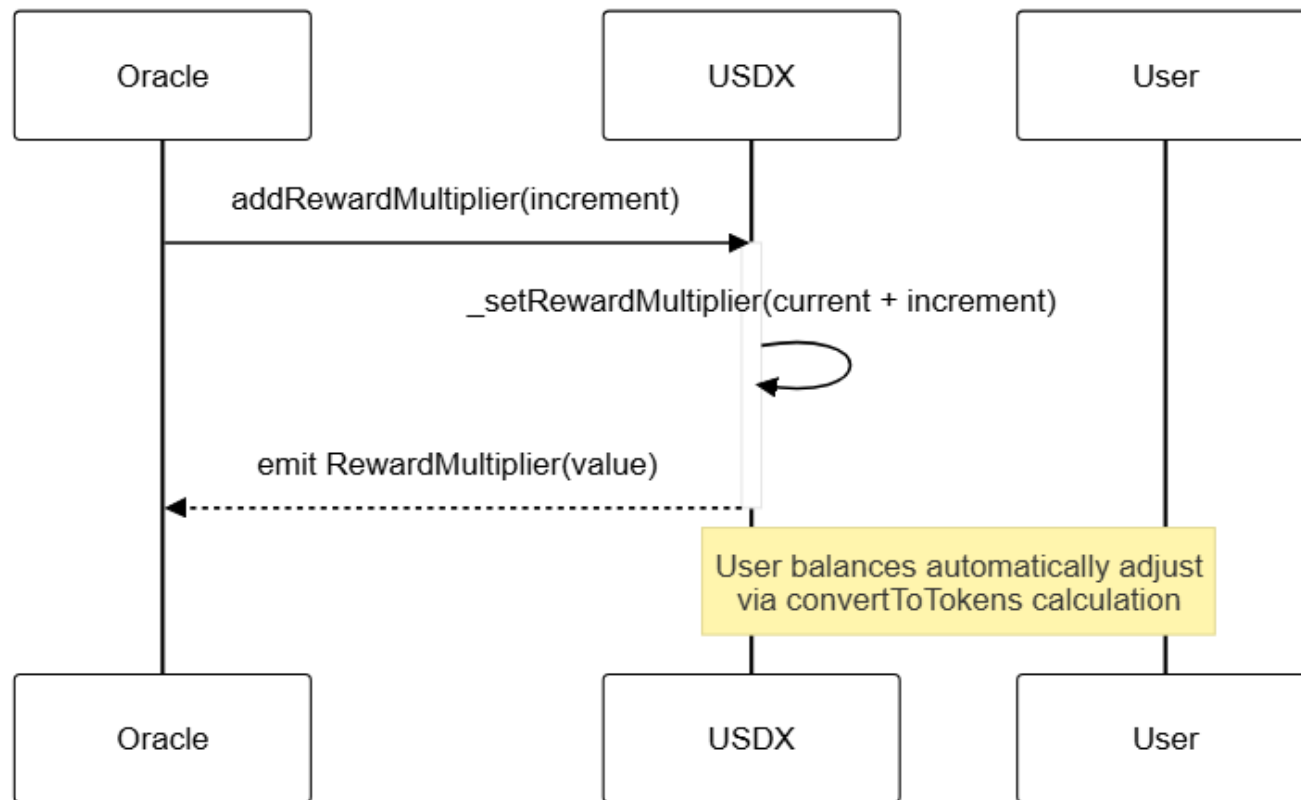 Oracle
USDX
User
addRewardMultiplier(increment)
_setRewardMultiplier(current + increment)
emit RewardMultiplier(value)
User balances automatically adjust
via convertToTokens calculation
Oracle
USDX
User